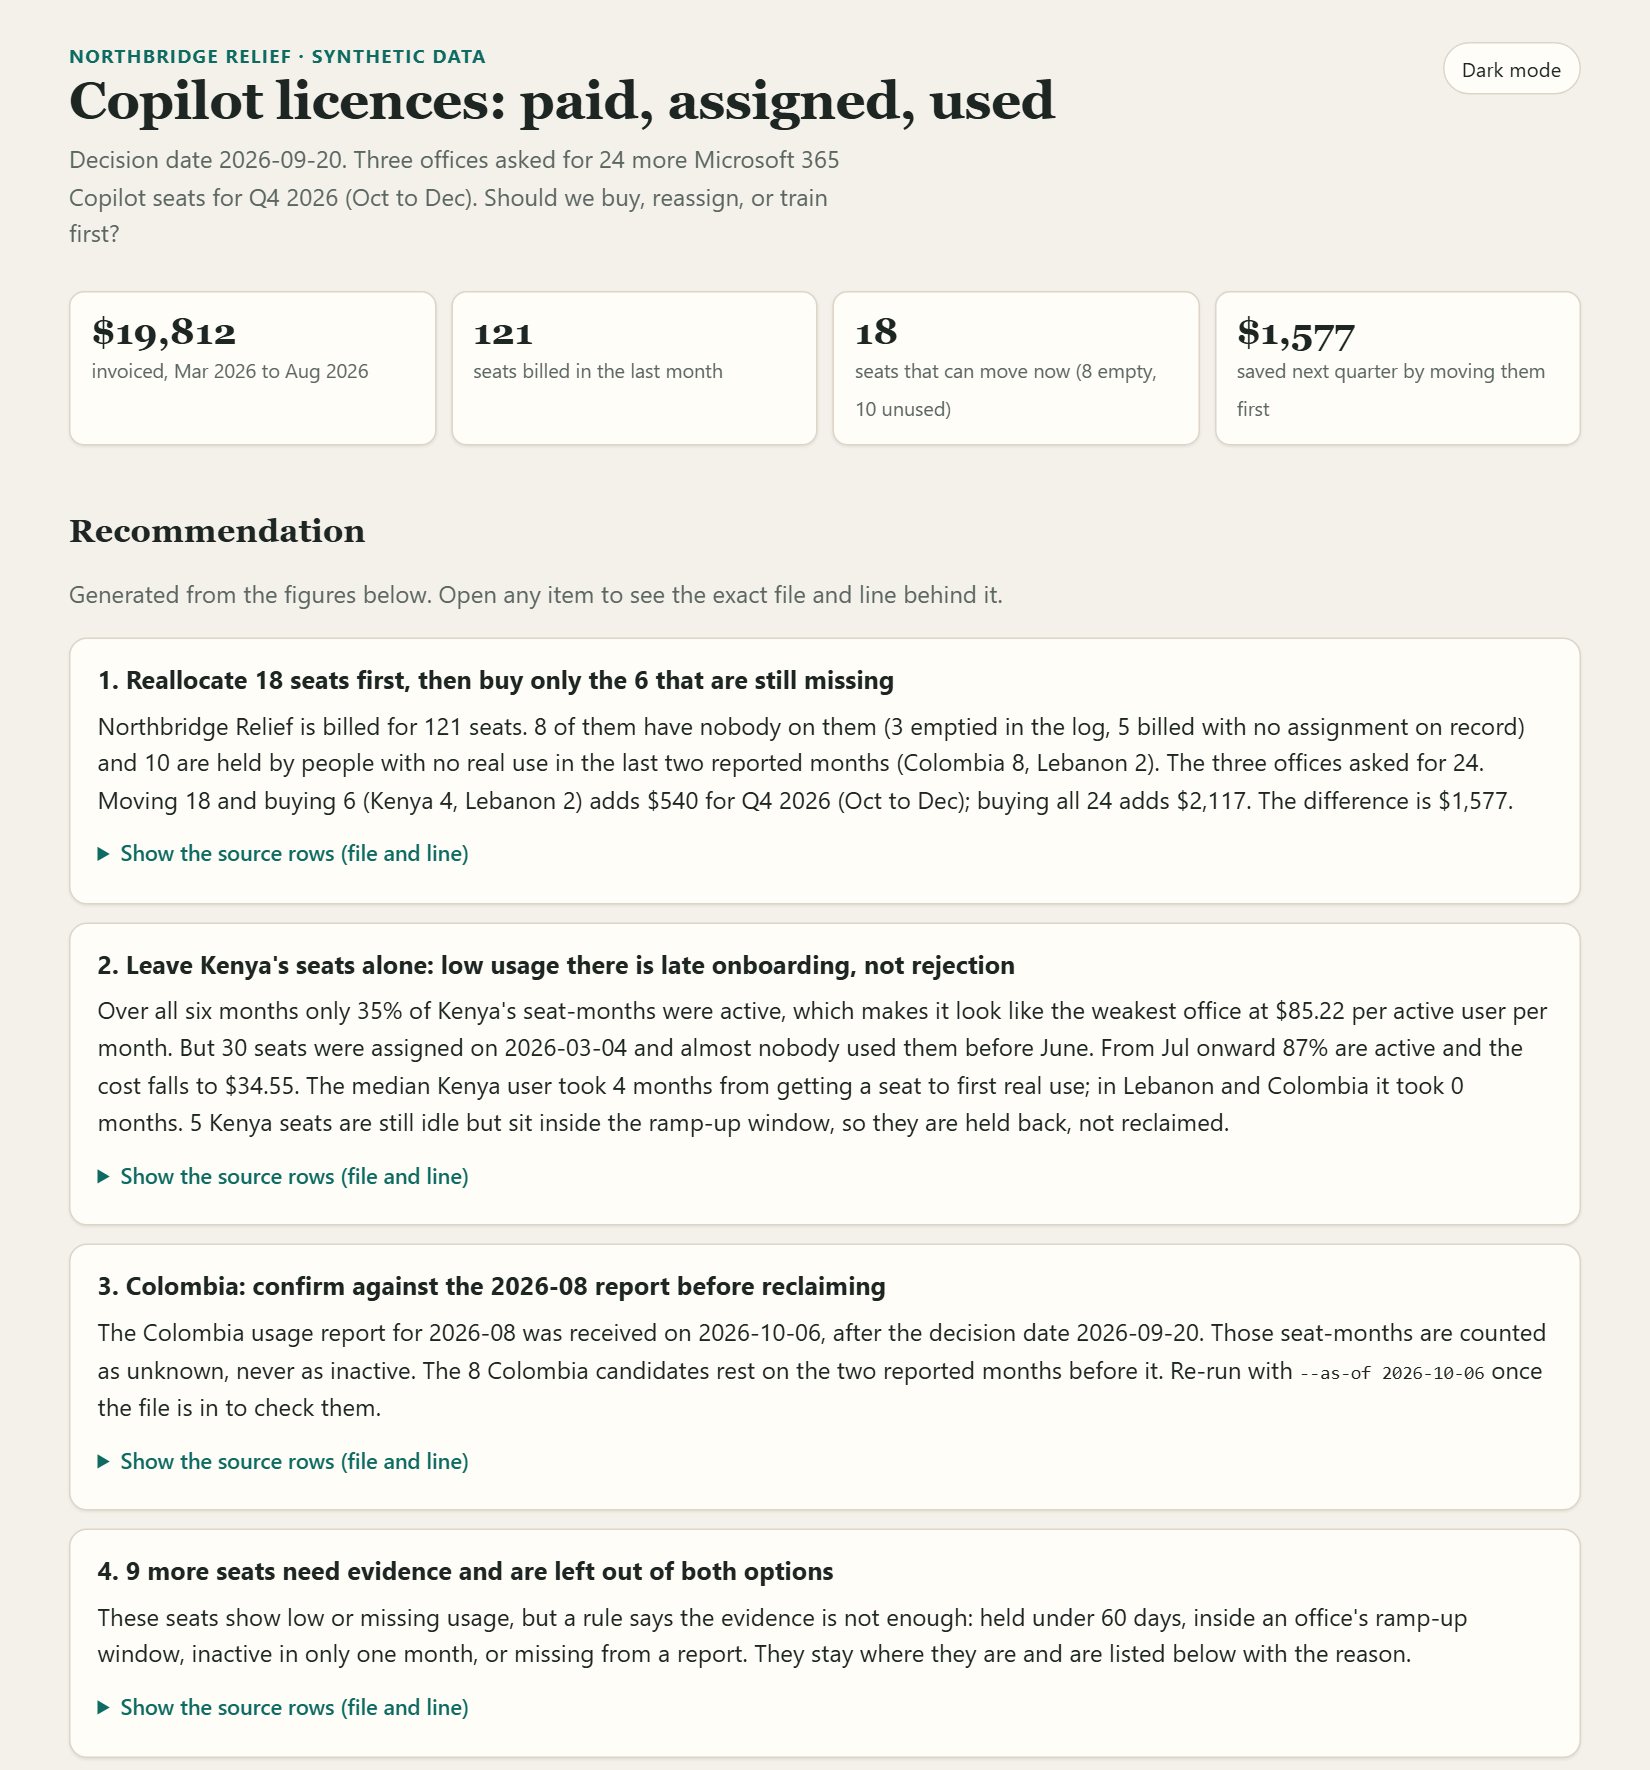 NORTHBRIDGE RELIEF · SYNTHETIC DATA
Dark mode
Copilot licences: paid, assigned, used
Decision date 2026-09-20. Three offices asked for 24 more Microsoft 365
Copilot seats for Q4 2026 (Oct to Dec). Should we buy, reassign, or train
first?
$19,812
invoiced, Mar 2026 to Aug 2026
121
seats billed in the last month
18
seats that can move now (8 empty,
10 unused)
$1,577
saved next quarter by moving them
first
Recommendation
Generated from the figures below. Open any item to see the exact file and line behind it.
1. Reallocate 18 seats first, then buy only the 6 that are still missing
Northbridge Relief is billed for 121 seats. 8 of them have nobody on them (3 emptied in the log, 5 billed with no assignment on record)
and 10 are held by people with no real use in the last two reported months (Colombia 8, Lebanon 2). The three offices asked for 24.
Moving 18 and buying 6 (Kenya 4, Lebanon 2) adds $540 for Q4 2026 (Oct to Dec); buying all 24 adds $2,117. The difference is $1,577.
▶ Show the source rows (file and line)
2. Leave Kenya's seats alone: low usage there is late onboarding, not rejection
Over all six months only 35% of Kenya's seat-months were active, which makes it look like the weakest office at $85.22 per active user per
month. But 30 seats were assigned on 2026-03-04 and almost nobody used them before June. From Jul onward 87% are active and the
cost falls to $34.55. The median Kenya user took 4 months from getting a seat to first real use; in Lebanon and Colombia it took 0
months. 5 Kenya seats are still idle but sit inside the ramp-up window, so they are held back, not reclaimed.
▶ Show the source rows (file and line)
3. Colombia: confirm against the 2026-08 report before reclaiming
The Colombia usage report for 2026-08 was received on 2026-10-06, after the decision date 2026-09-20. Those seat-months are counted
as unknown, never as inactive. The 8 Colombia candidates rest on the two reported months before it. Re-run with --as-of 2026-10-06 once
the file is in to check them.
▶ Show the source rows (file and line)
4. 9 more seats need evidence and are left out of both options
These seats show low or missing usage, but a rule says the evidence is not enough: held under 60 days, inside an office's ramp-up
window, inactive in only one month, or missing from a report. They stay where they are and are listed below with the reason.
▶ Show the source rows (file and line)